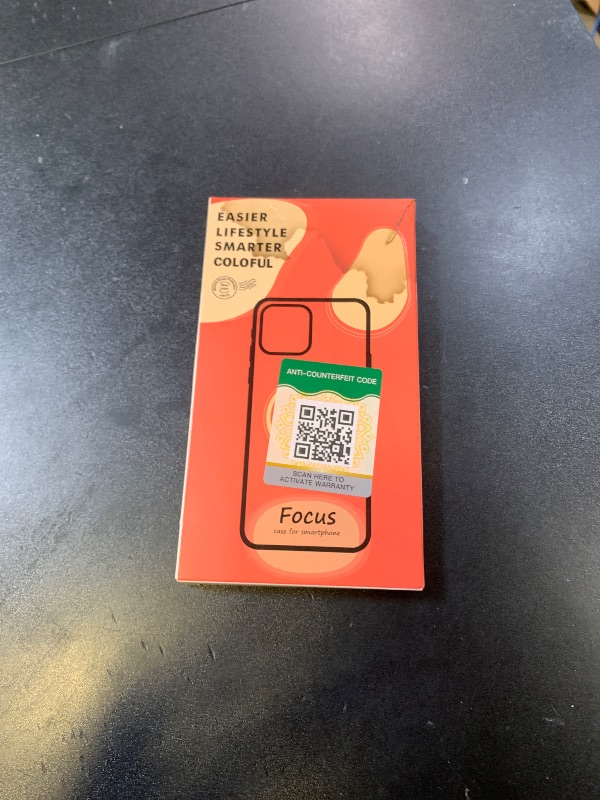 EASIER
LIFESTYLE
SMARTER
COLOFUL
ANTI-COUNTERFEIT CODE
SCAN HERE TO
ACTIVATE WARRANTY
Focus
case for smartphone